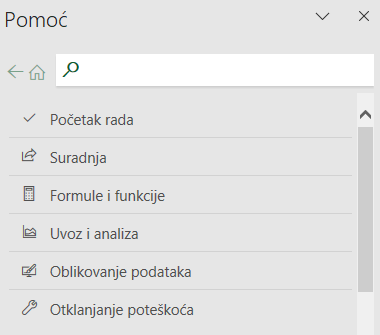 Pomoć
Početak rada
Suradnja
Formule i funkcije
Uvoz i analiza
Oblikovanje podataka
Otklanjanje poteškoća